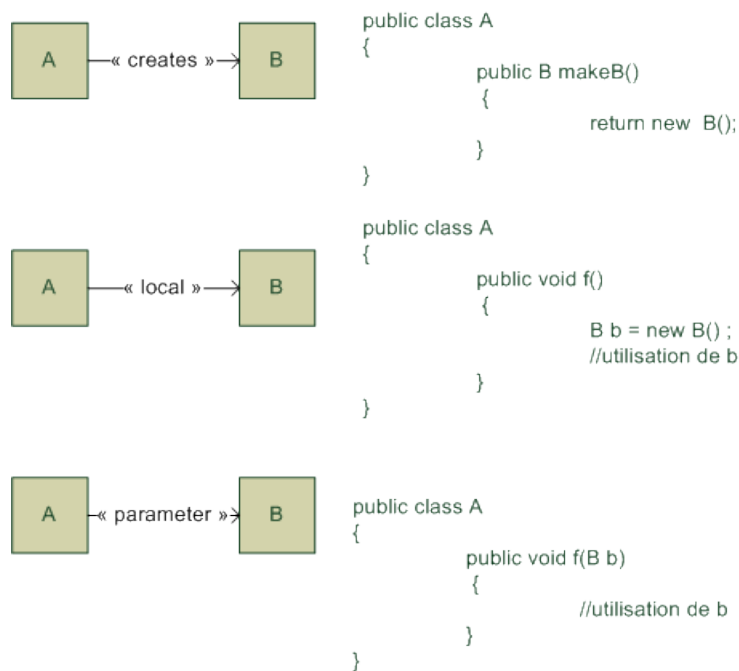 A « creates » B
public class A
{
public B makeB()
{
return new B();
}
}
A « local » B
public class A
{
public void f()
{
B b = new B() ;
//utilisation de b
}
}
A « parameter » B
public class A
{
public void f(B b)
{
//utilisation de b
}
}